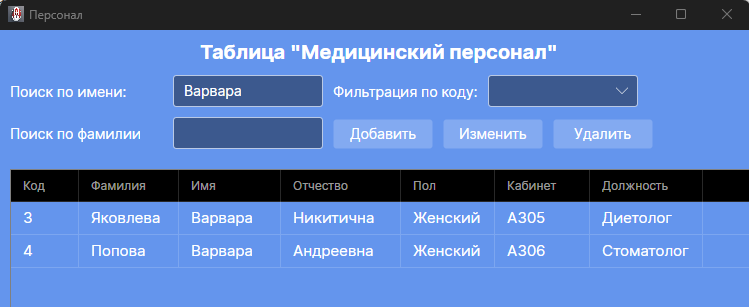 Персонал
Таблица "Медицинский персонал"
Поиск по имени: Варвара Фильтрация по коду:
Поиск по фамилии Добавить Изменить Удалить
Код Фамилия Имя Отчество Пол Кабинет Должность
3 Яковлева Варвара Никитична Женский А305 Диетолог
4 Попова Варвара Андреевна Женский А306 Стоматолог